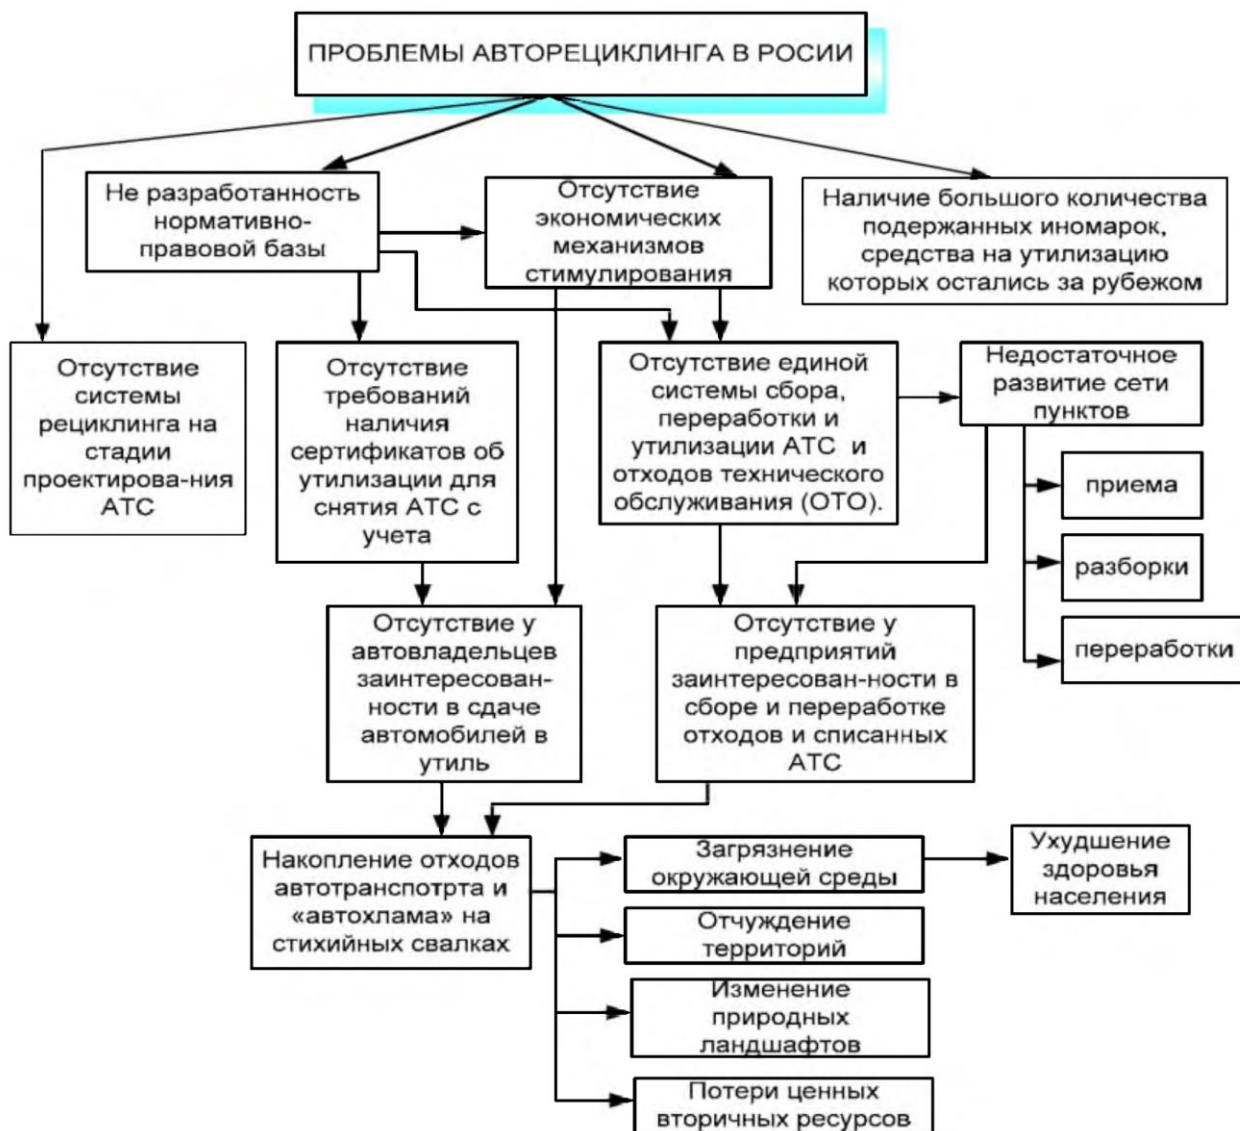 ПРОБЛЕМЫ АВТОРЕЦИКЛИНГА В РОСИИ
Не разработанность
нормативно-
правовой базы
Отсутствие
экономических
механизмов
стимулирования
Наличие большого количества
подержанных иномарок,
средства на утилизацию
которых остались за рубежом
Отсутствие
системы
рециклинга на
стадии
проектирова-ния
АТС
Отсутствие
требований
наличия
сертификатов об
утилизации для
снятия АТС с
учета
Отсутствие единой
системы сбора,
переработки и
утилизации АТС и
отходов технического
обслуживания (ОТО).
Недостаточное
развитие сети
пунктов
приема
разборки
переработки
Отсутствие у
автовладельцев
заинтересован-
ности в сдаче
автомобилей в
утиль
Отсутствие у
предприятий
заинтересован-ности в
сборе и переработке
отходов и списанных
АТС
Накопление отходов
автотранспотрта и
«автохлама» на
стихийных свалках
Загрязнение
окружающей среды
Ухудшение
здоровья
населения
Отчуждение
территорий
Изменение
природных
ландшафтов
Потери ценных
вторичных ресурсов